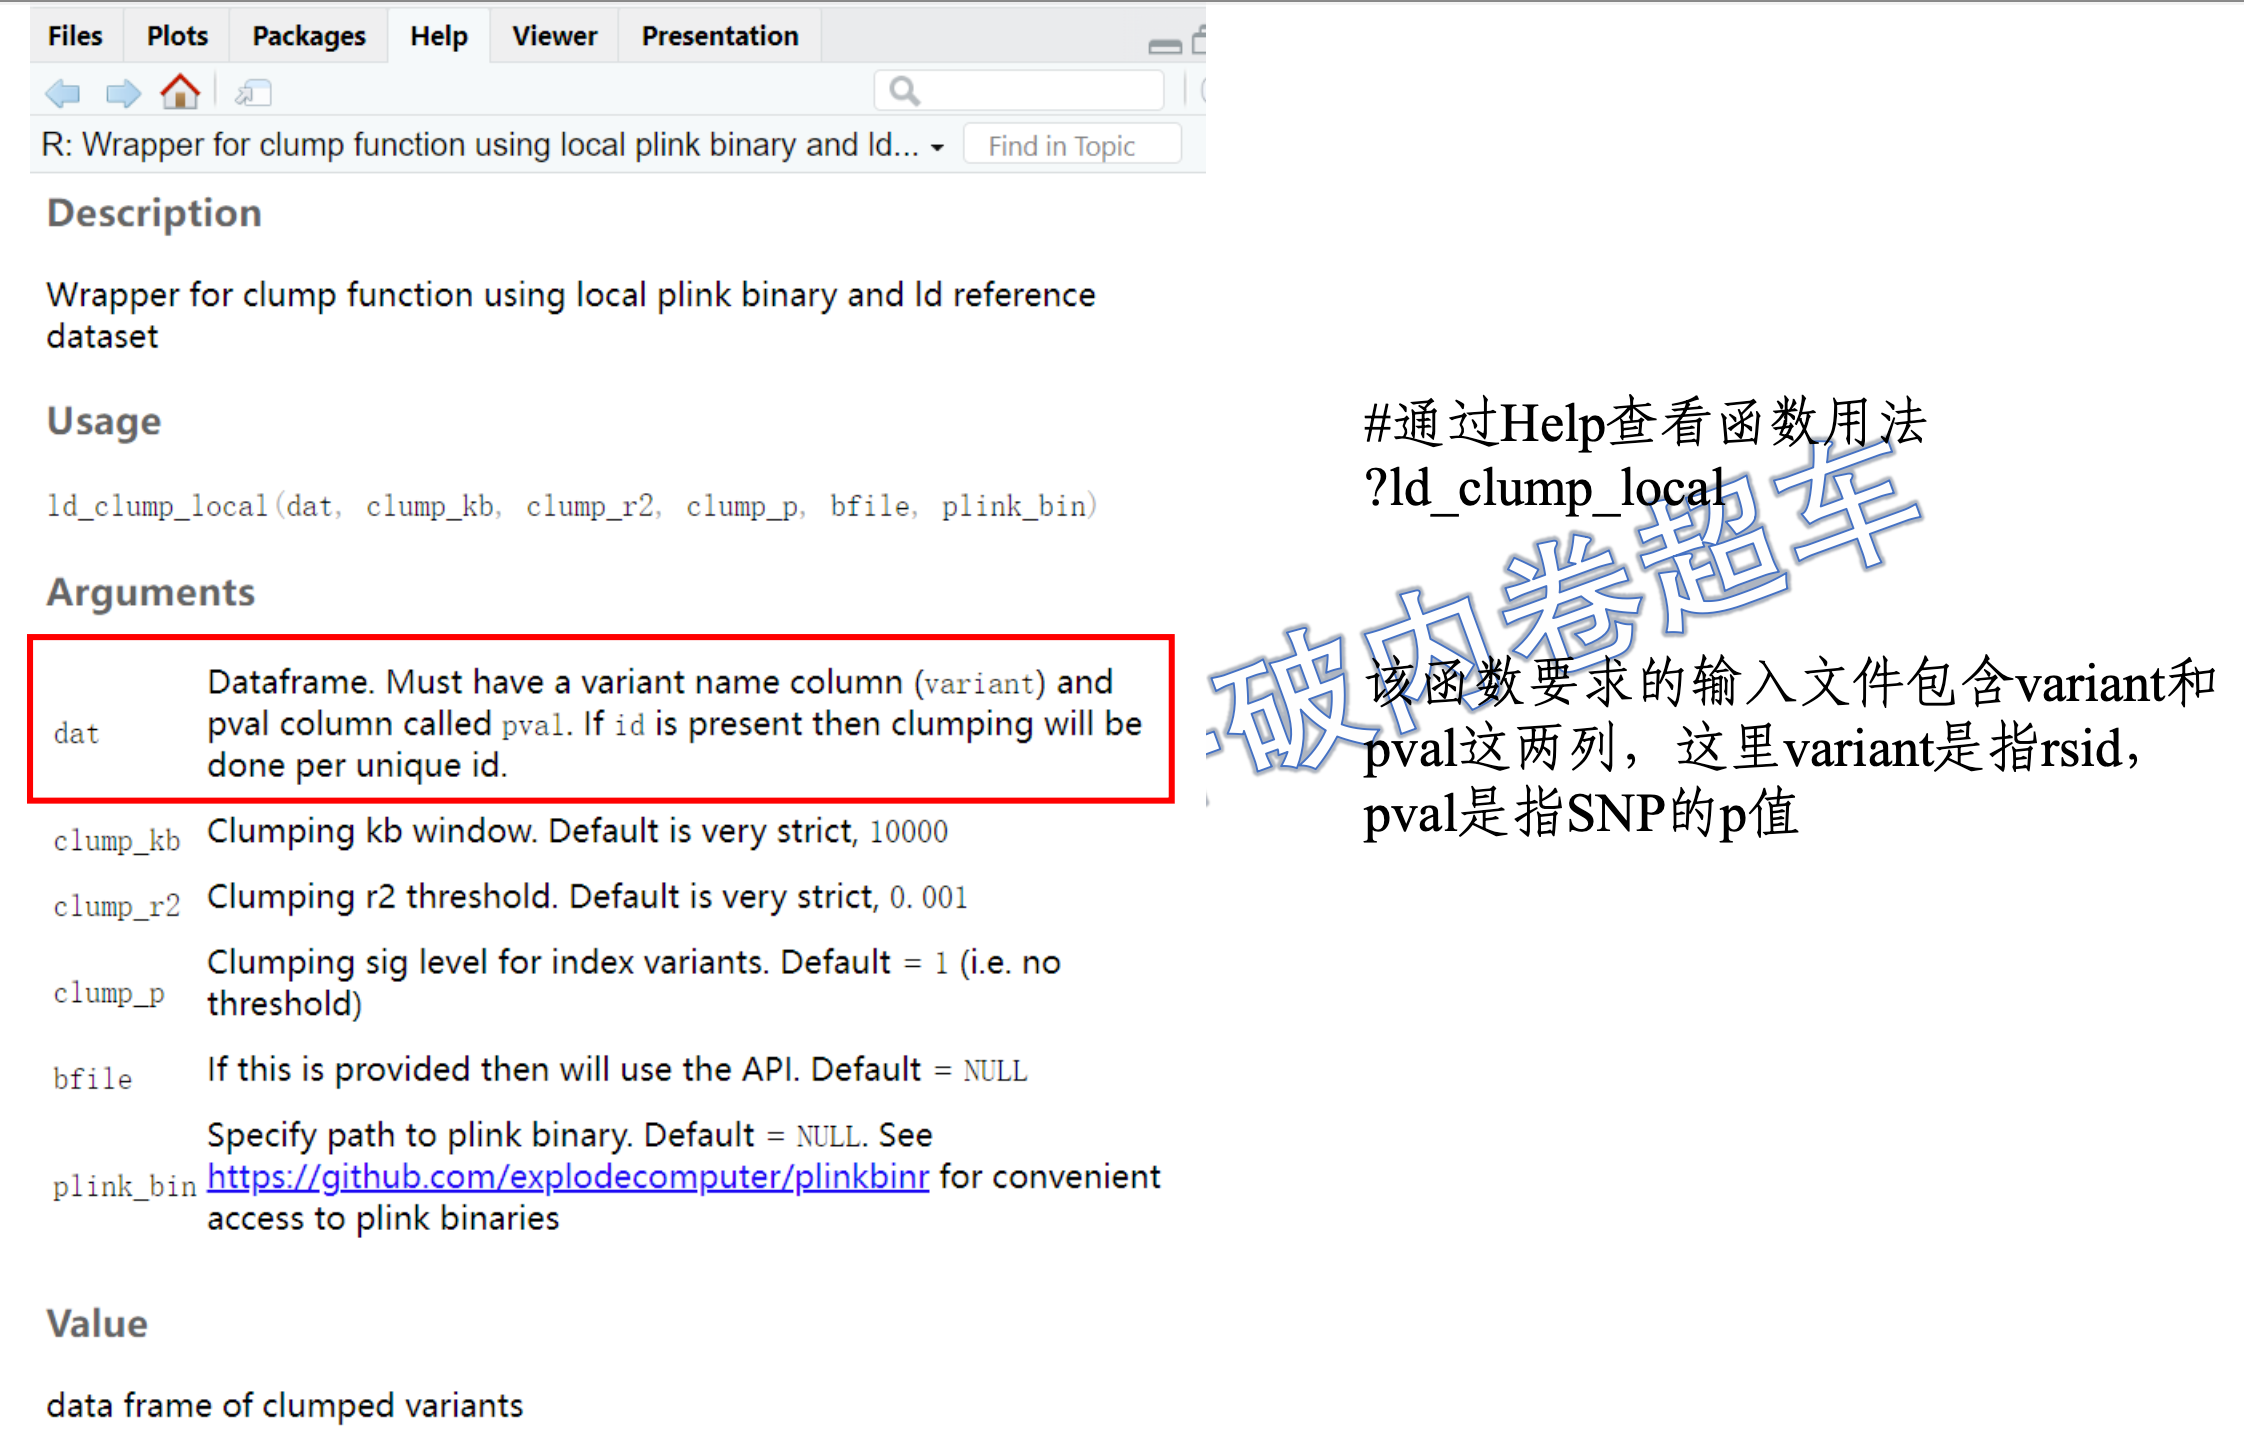 Files Plots Packages Help Viewer Presentation
R: Wrapper for clump function using local plink binary and ld... Find in Topic
Description
Wrapper for clump function using local plink binary and ld reference
dataset
Usage
ld_clump_local(dat, clump_kb, clump_r2, clump_p, bfile, plink_bin)
Arguments
dat Dataframe. Must have a variant name column (variant) and
pval column called pval. If id is present then clumping will be
done per unique id.
clump_kb Clumping kb window. Default is very strict, 10000
clump_r2 Clumping r2 threshold. Default is very strict, 0.001
clump_p Clumping sig level for index variants. Default = 1 (i.e. no
threshold)
bfile If this is provided then will use the API. Default = NULL
plink_bin Specify path to plink binary. Default = NULL. See
https://github.com/explodecomputer/plinkbinr for convenient
access to plink binaries
Value
data frame of clumped variants
#通过Help查看函数用法
?ld_clump_local
破内卷超车
该函数要求的输入文件包含variant和
pval这两列，这里variant是指rsid，
pval是指SNP的p值